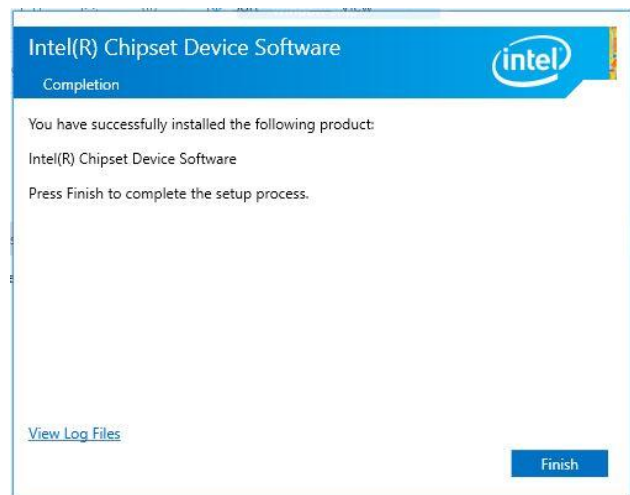 Intel(R) Chipset Device Software
intel
Completion
You have successfully installed the following product:
Intel(R) Chipset Device Software
Press Finish to complete the setup process.
View Log Files
Finish